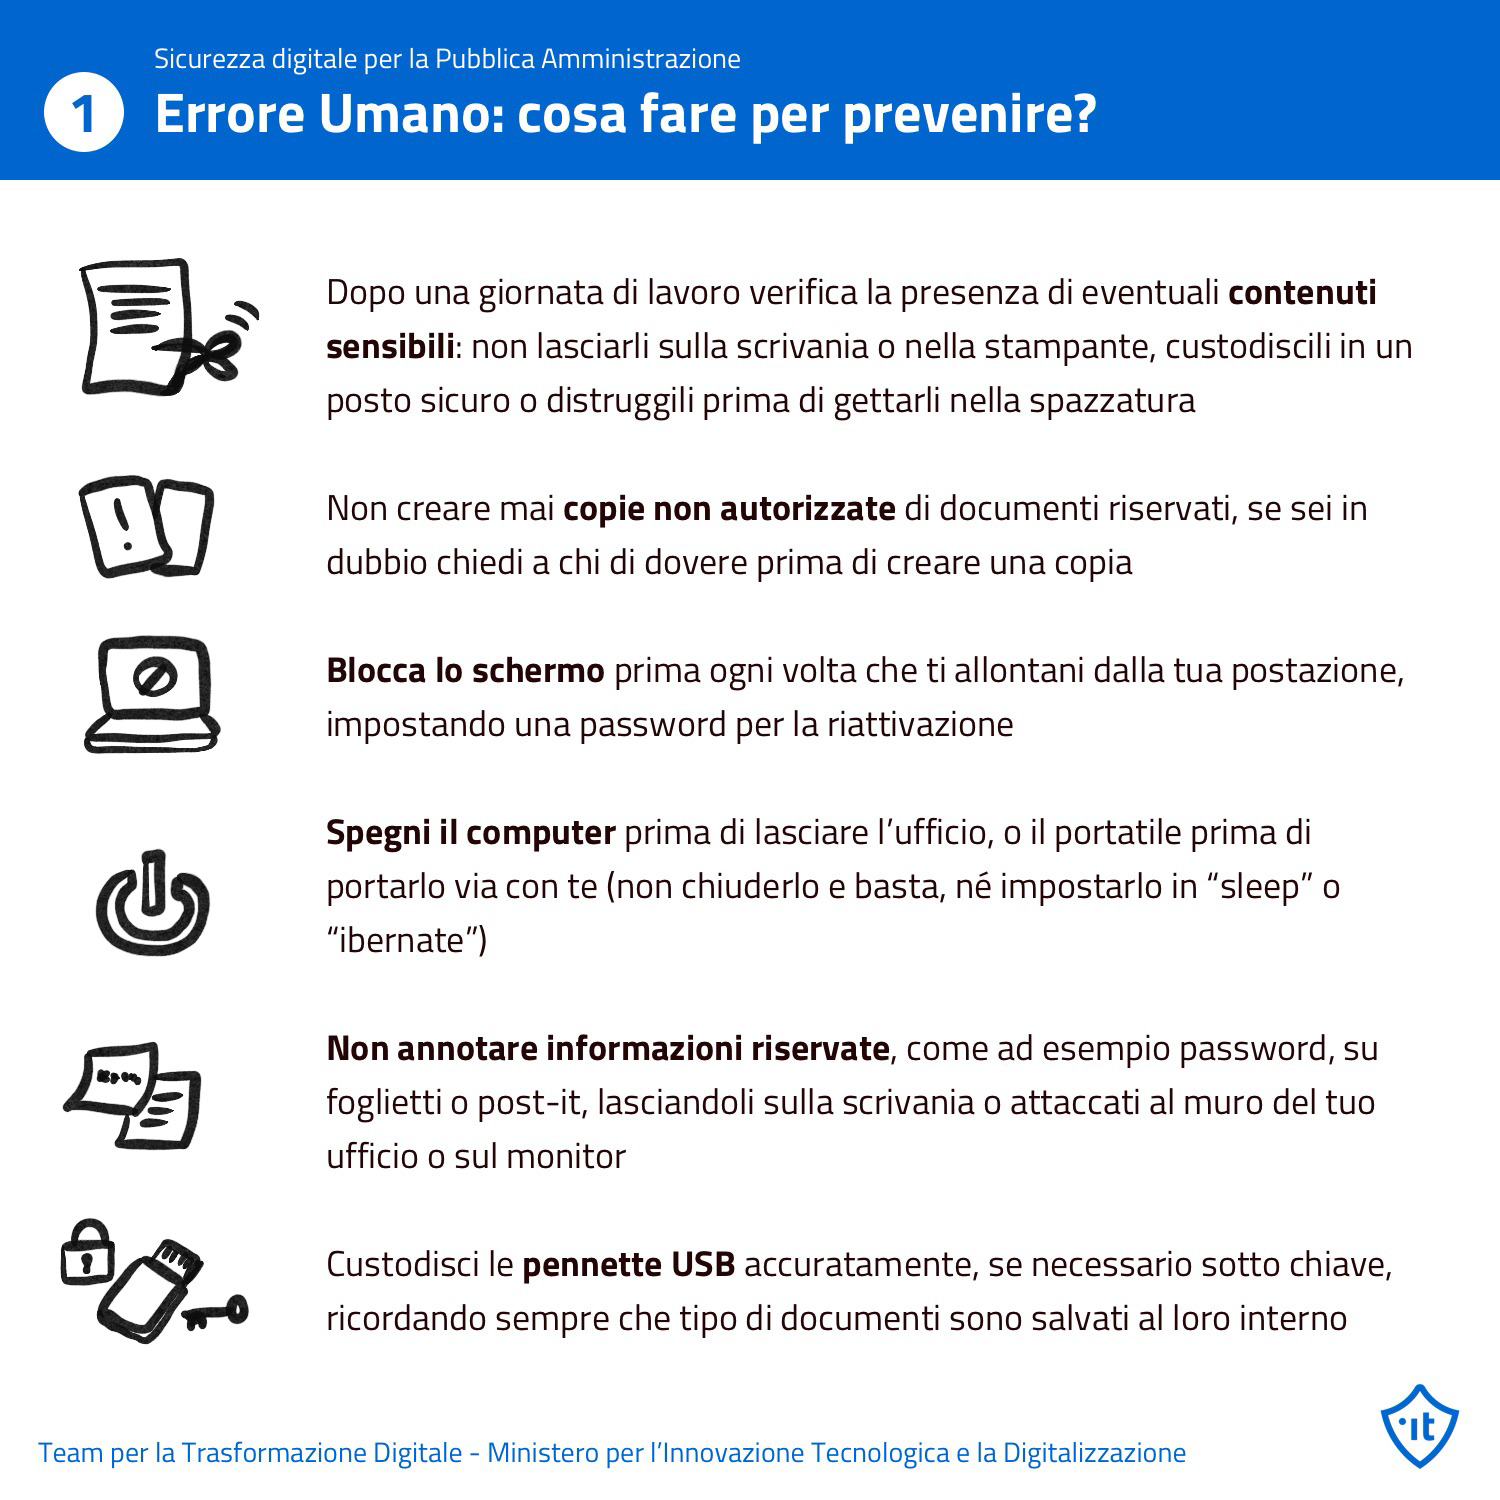 Sicurezza digitale per la Pubblica Amministrazione
1
Errore Umano: cosa fare per prevenire?
Dopo una giornata di lavoro verifica la presenza di eventuali contenuti
sensibili: non lasciarli sulla scrivania o nella stampante, custodiscili in un
posto sicuro o distruggili prima di gettarli nella spazzatura
Non creare mai copie non autorizzate di documenti riservati, se sei in
dubbio chiedi a chi di dovere prima di creare una copia
Blocca lo schermo prima ogni volta che ti allontani dalla tua postazione,
impostando una password per la riattivazione
Spegni il computer prima di lasciare l’ufficio, o il portatile prima di
portarlo via con te (non chiuderlo e basta, né impostarlo in “sleep” o
“ibernate”)
Non annotare informazioni riservate, come ad esempio password, su
foglietti o post-it, lasciandoli sulla scrivania o attaccati al muro del tuo
ufficio o sul monitor
Custodisci le pennette USB accuratamente, se necessario sotto chiave,
ricordando sempre che tipo di documenti sono salvati al loro interno
Team per la Trasformazione Digitale - Ministero per l’Innovazione Tecnologica e la Digitalizzazione
·it